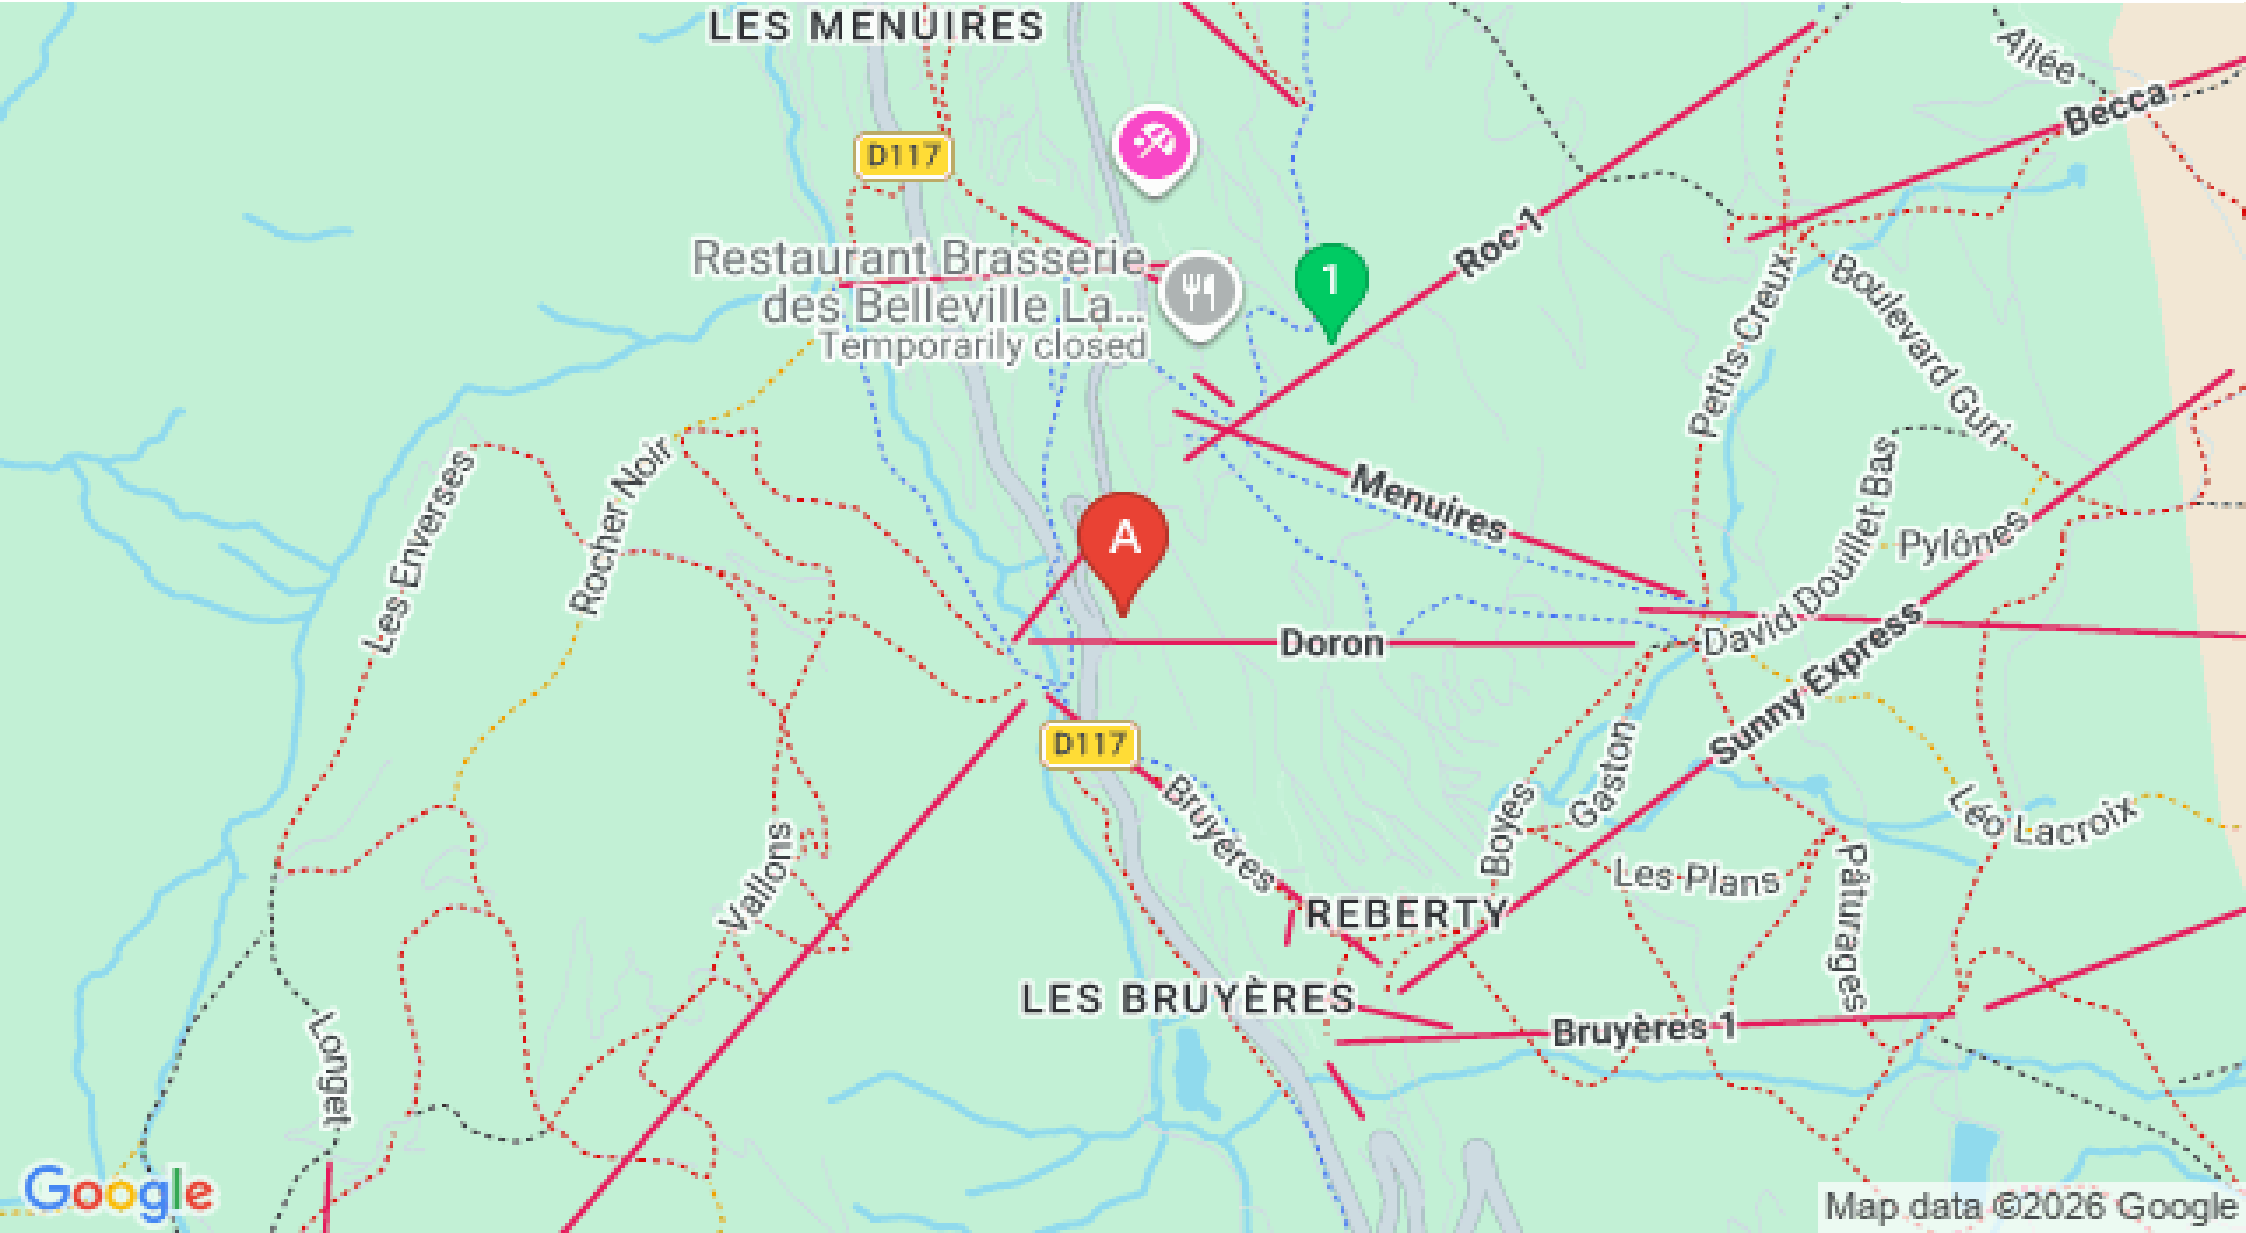 LES MENUIRES
Allée
Becca
D117
Roc 1
Restaurant Brasserie
des Belleville La...
Temporarily closed
1
Petits Creux
Boulevard Guri
Menuires
Les Enverses
Rocher Noir
A
David Douillet Bas
Pylônes
Doron
Sunny Express
D117
Gaston
Boyes
Léo Lacroix
Bruyères
Vallons
Les Plans
Pâturages
REBERTY
LES BRUYÈRES
Bruyères 1
Longet
Google
Map data ©2026 Google